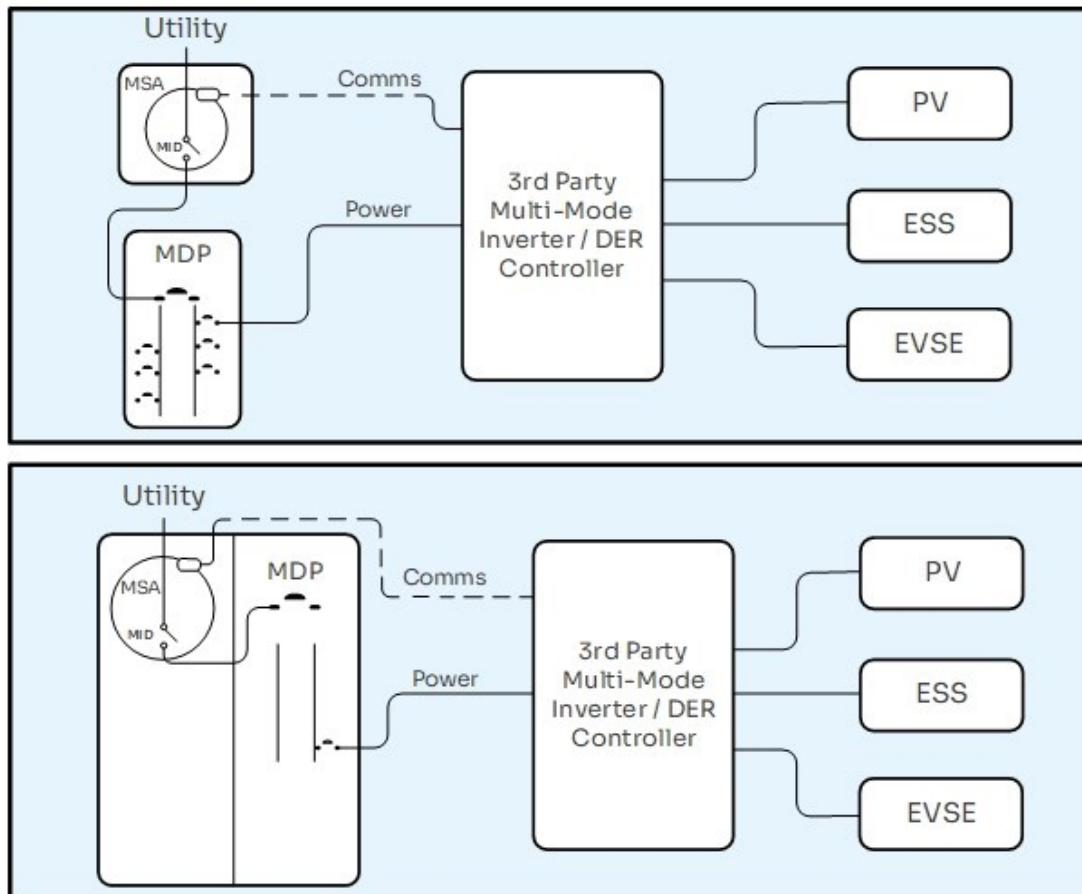 Utility
MSA
Comms
MID
PV
3rd Party
Multi-Mode
Inverter / DER
Controller
Power
ESS
MDP
EVSE
Utility
MSA
MDP
Comms
MID
PV
3rd Party
Multi-Mode
Inverter / DER
Controller
Power
ESS
EVSE